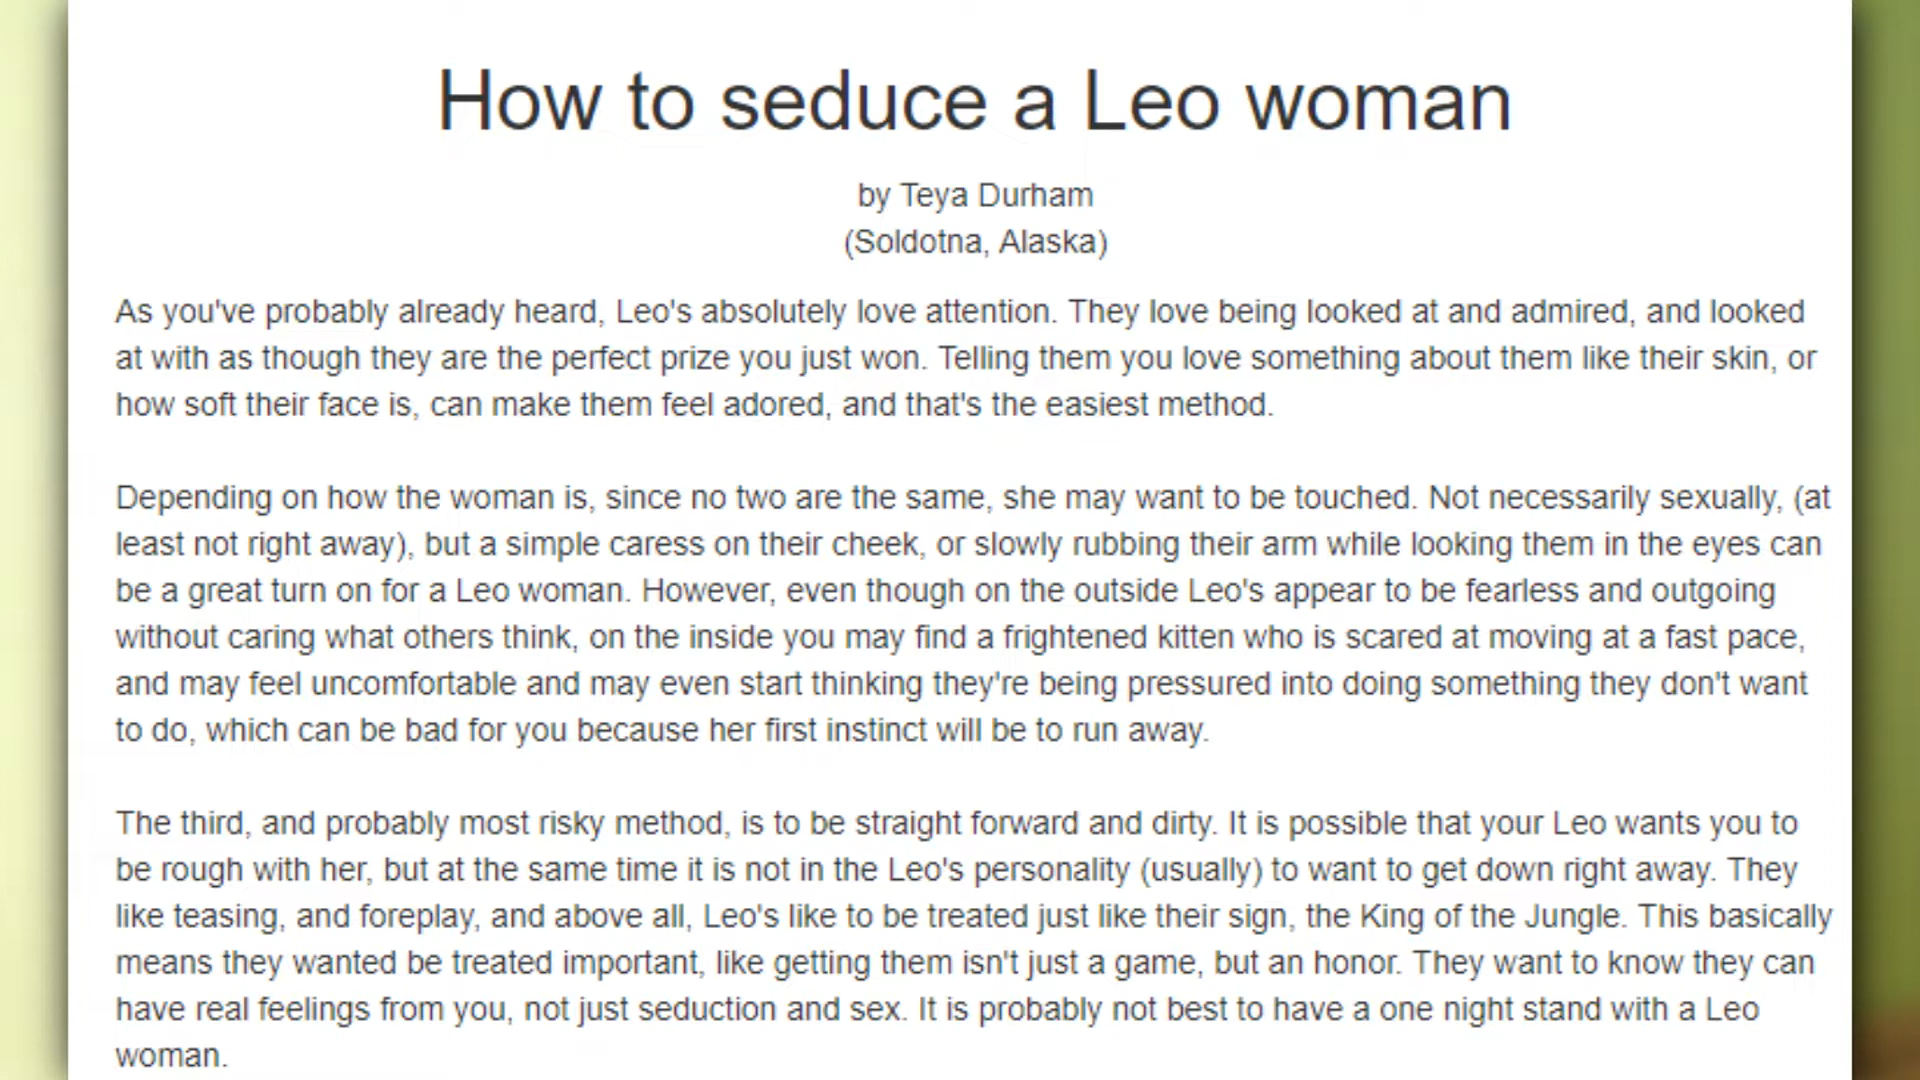 How to seduce a Leo woman
by Teya Durham
(Soldotna, Alaska)
As you've probably already heard, Leo's absolutely love attention. They love being looked at and admired, and looked
at with as though they are the perfect prize you just won. Telling them you love something about them like their skin, or
how soft their face is, can make them feel adored, and that's the easiest method.
Depending on how the woman is, since no two are the same, she may want to be touched. Not necessarily sexually, (at
least not right away), but a simple caress on their cheek, or slowly rubbing their arm while looking them in the eyes can
be a great turn on for a Leo woman. However, even though on the outside Leo's appear to be fearless and outgoing
without caring what others think, on the inside you may find a frightened kitten who is scared at moving at a fast pace,
and may feel uncomfortable and may even start thinking they're being pressured into doing something they don't want
to do, which can be bad for you because her first instinct will be to run away.
The third, and probably most risky method, is to be straight forward and dirty. It is possible that your Leo wants you to
be rough with her, but at the same time it is not in the Leo's personality (usually) to want to get down right away. They
like teasing, and foreplay, and above all, Leo's like to be treated just like their sign, the King of the Jungle. This basically
means they wanted be treated important, like getting them isn't just a game, but an honor. They want to know they can
have real feelings from you, not just seduction and sex. It is probably not best to have a one night stand with a Leo
woman.